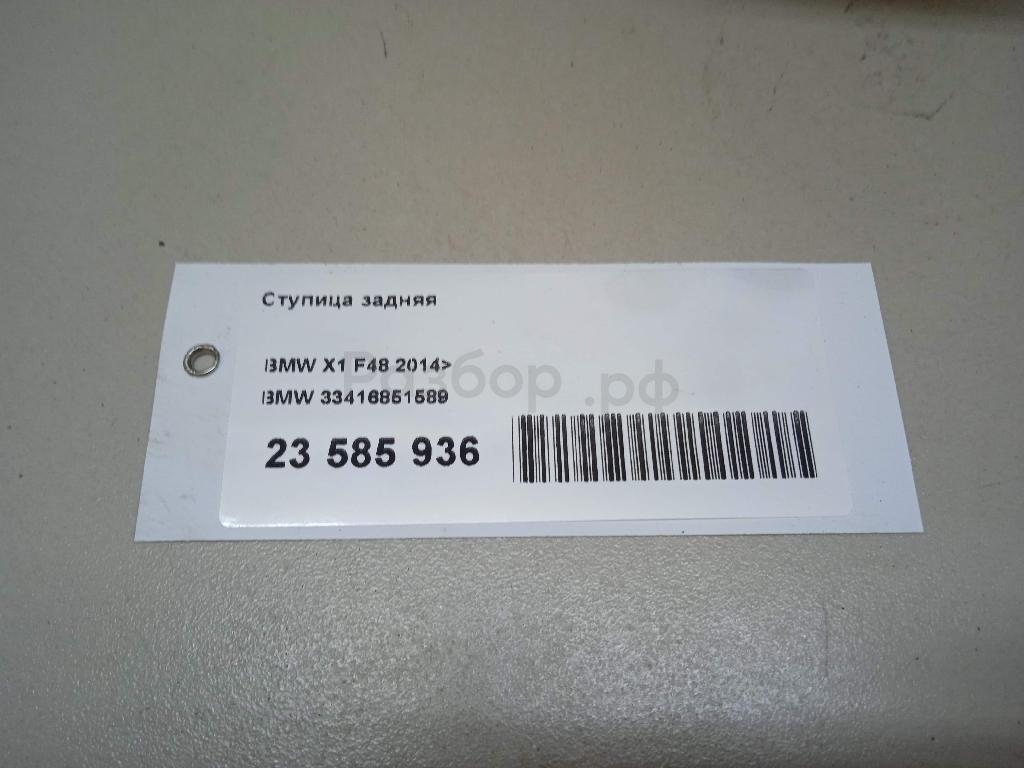 Ступица задняя
BMW X1 F48 2014>
Разбор.рф
BMW 33416851589
23 585 936